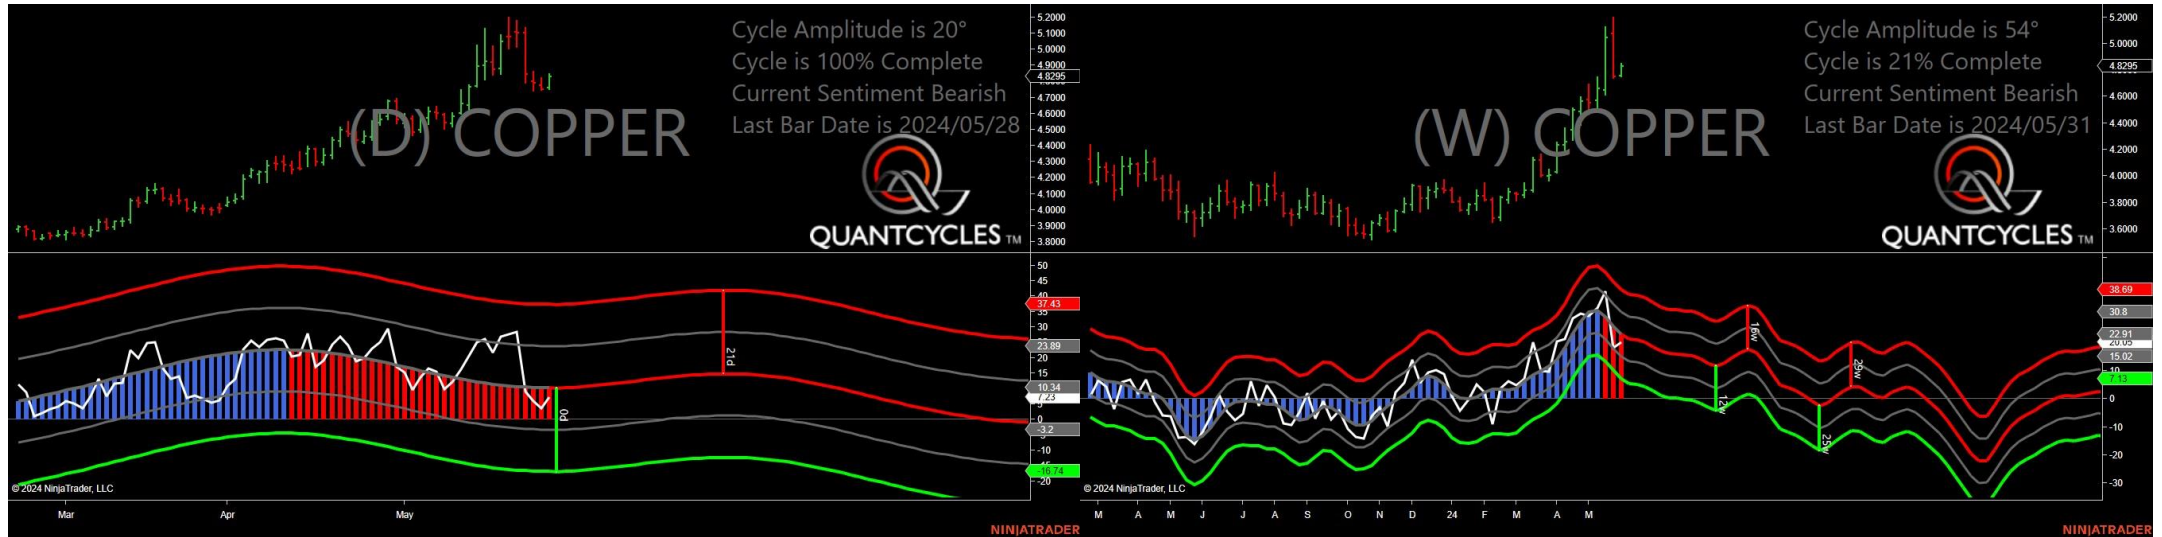 Cycle Amplitude is 20°
Cycle is 100% Complete
Current Sentiment Bearish
Last Bar Date is 2024/05/28
(D) COPPER
QUANTCYCLES TM
5.2000
5.1000
5.0000
4.9000
4.8295
4.7000
4.6000
4.5000
4.4000
4.3000
4.2000
4.1000
4.0000
3.9000
3.8000
50
45
40
37.43
35
30
23.89
20
15
10.34
7.23
0
-3.2
-10
-16.74
-20
21d
0d
© 2024 NinjaTrader, LLC
Mar Apr May
NINJATRADER
Cycle Amplitude is 54°
Cycle is 21% Complete
Current Sentiment Bearish
Last Bar Date is 2024/05/31
(W) COPPER
QUANTCYCLES TM
5.2000
5.0000
4.8295
4.6000
4.4000
4.2000
4.0000
3.8000
3.6000
38.69
30.8
22.91
20.05
15.02
10
7.13
0
-10
-20
-30
16w
29w
12w
25w
© 2024 NinjaTrader, LLC
M A M J J A S O N D 24 F M A M
NINJATRADER